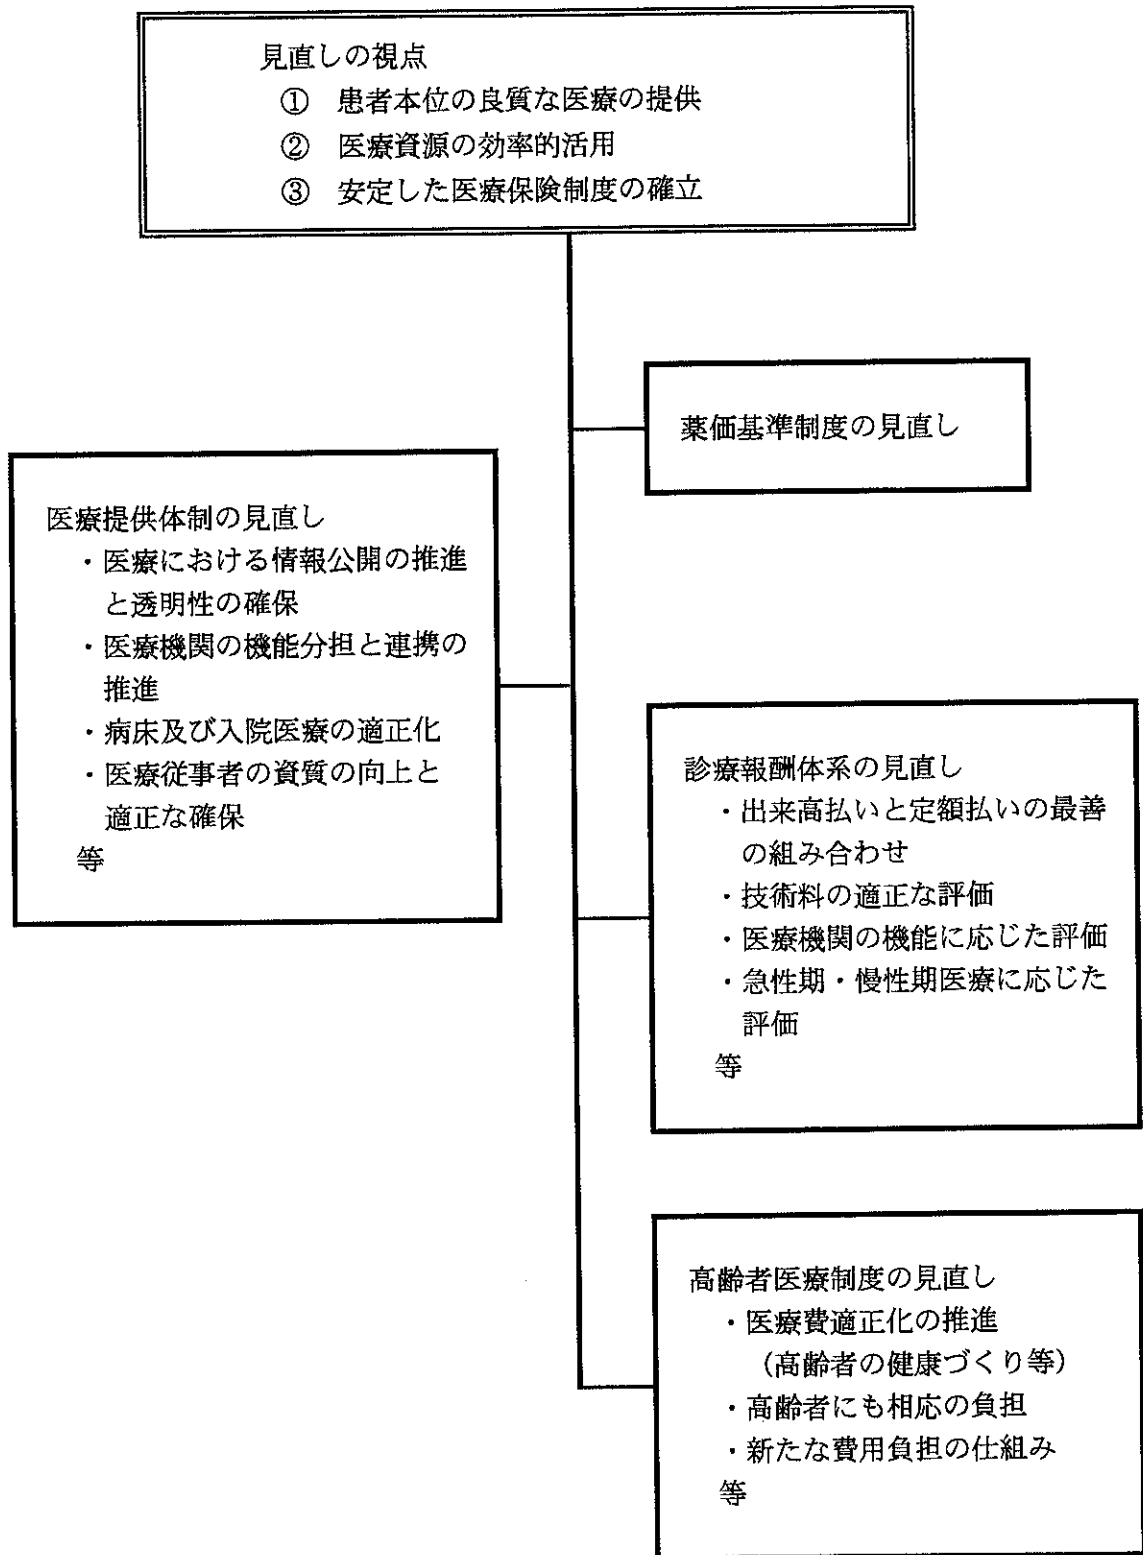 見直しの視点
① 患者本位の良質な医療の提供
② 医療資源の効率的活用
③ 安定した医療保険制度の確立
薬価基準制度の見直し
医療提供体制の見直し
・医療における情報公開の推進
と透明性の確保
・医療機関の機能分担と連携の
推進
・病床及び入院医療の適正化
・医療従事者の資質の向上と
適正な確保
等
診療報酬体系の見直し
・出来高払いと定額払いの最善
の組み合わせ
・技術料の適正な評価
・医療機関の機能に応じた評価
・急性期・慢性期医療に応じた
評価
等
高齢者医療制度の見直し
・医療費適正化の推進
（高齢者の健康づくり等）
・高齢者にも相応の負担
・新たな費用負担の仕組み
等